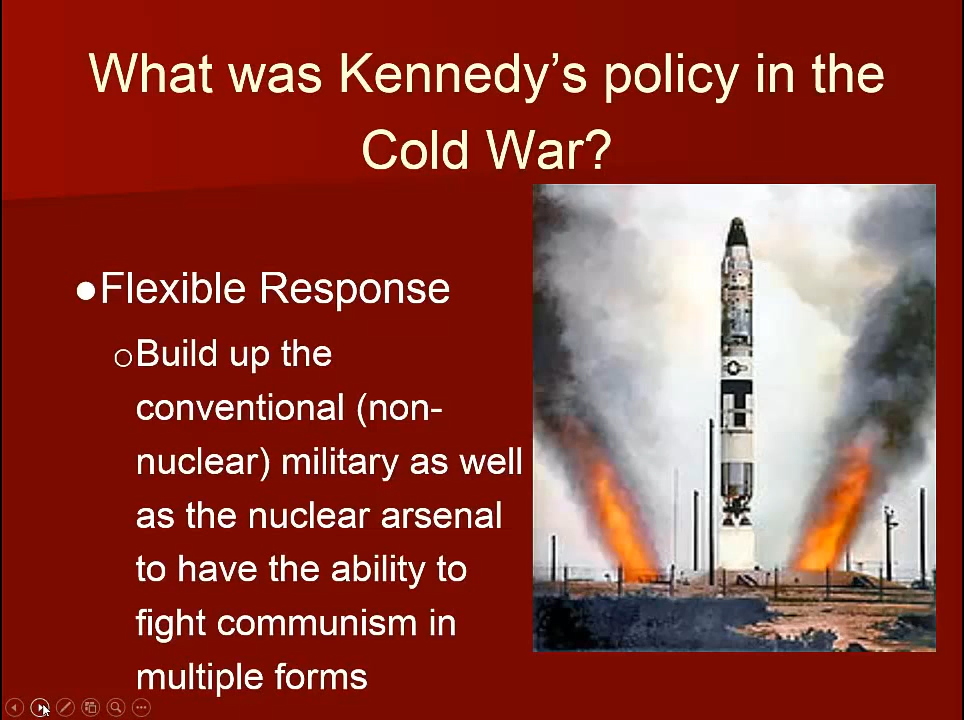 What was Kennedy’s policy in the
Cold War?
●Flexible Response
○Build up the
conventional (non-
nuclear) military as well
as the nuclear arsenal
to have the ability to
fight communism in
multiple forms